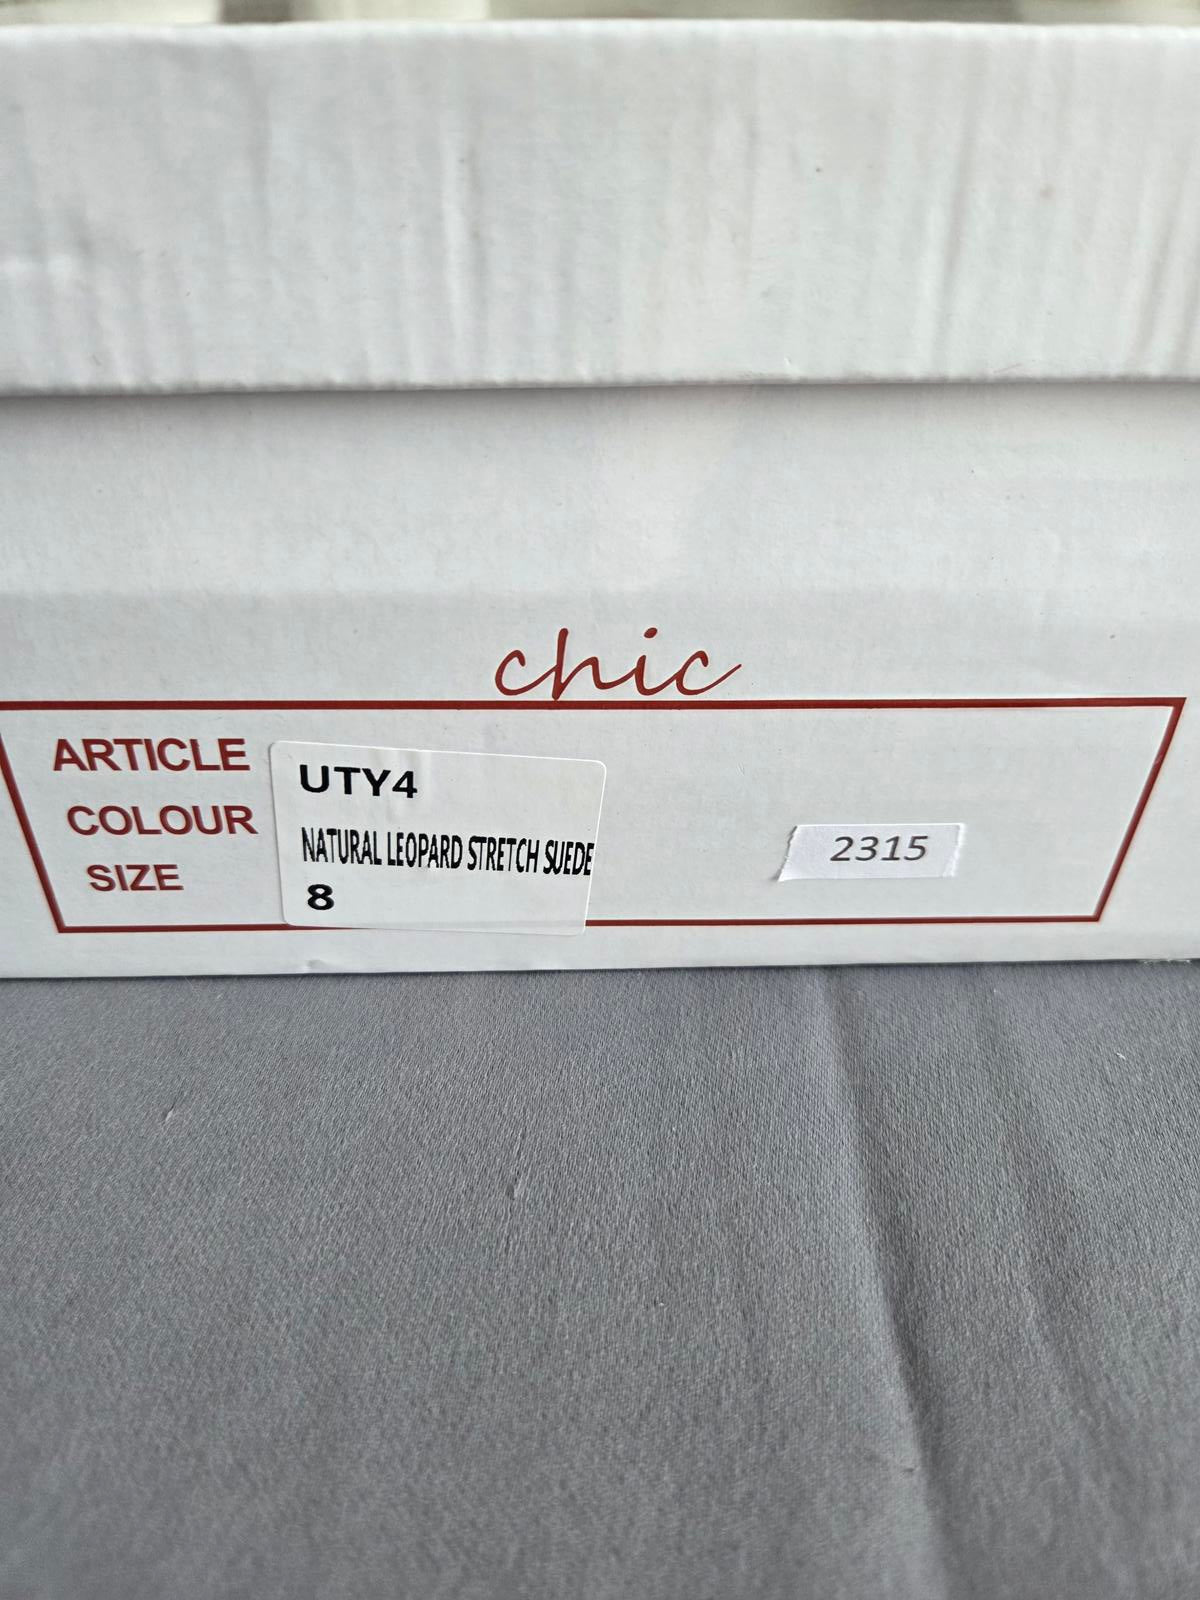 chic
ARTICLE UTY4
COLOUR NATURAL LEOPARD STRETCH SUEDE
SIZE 8
2315